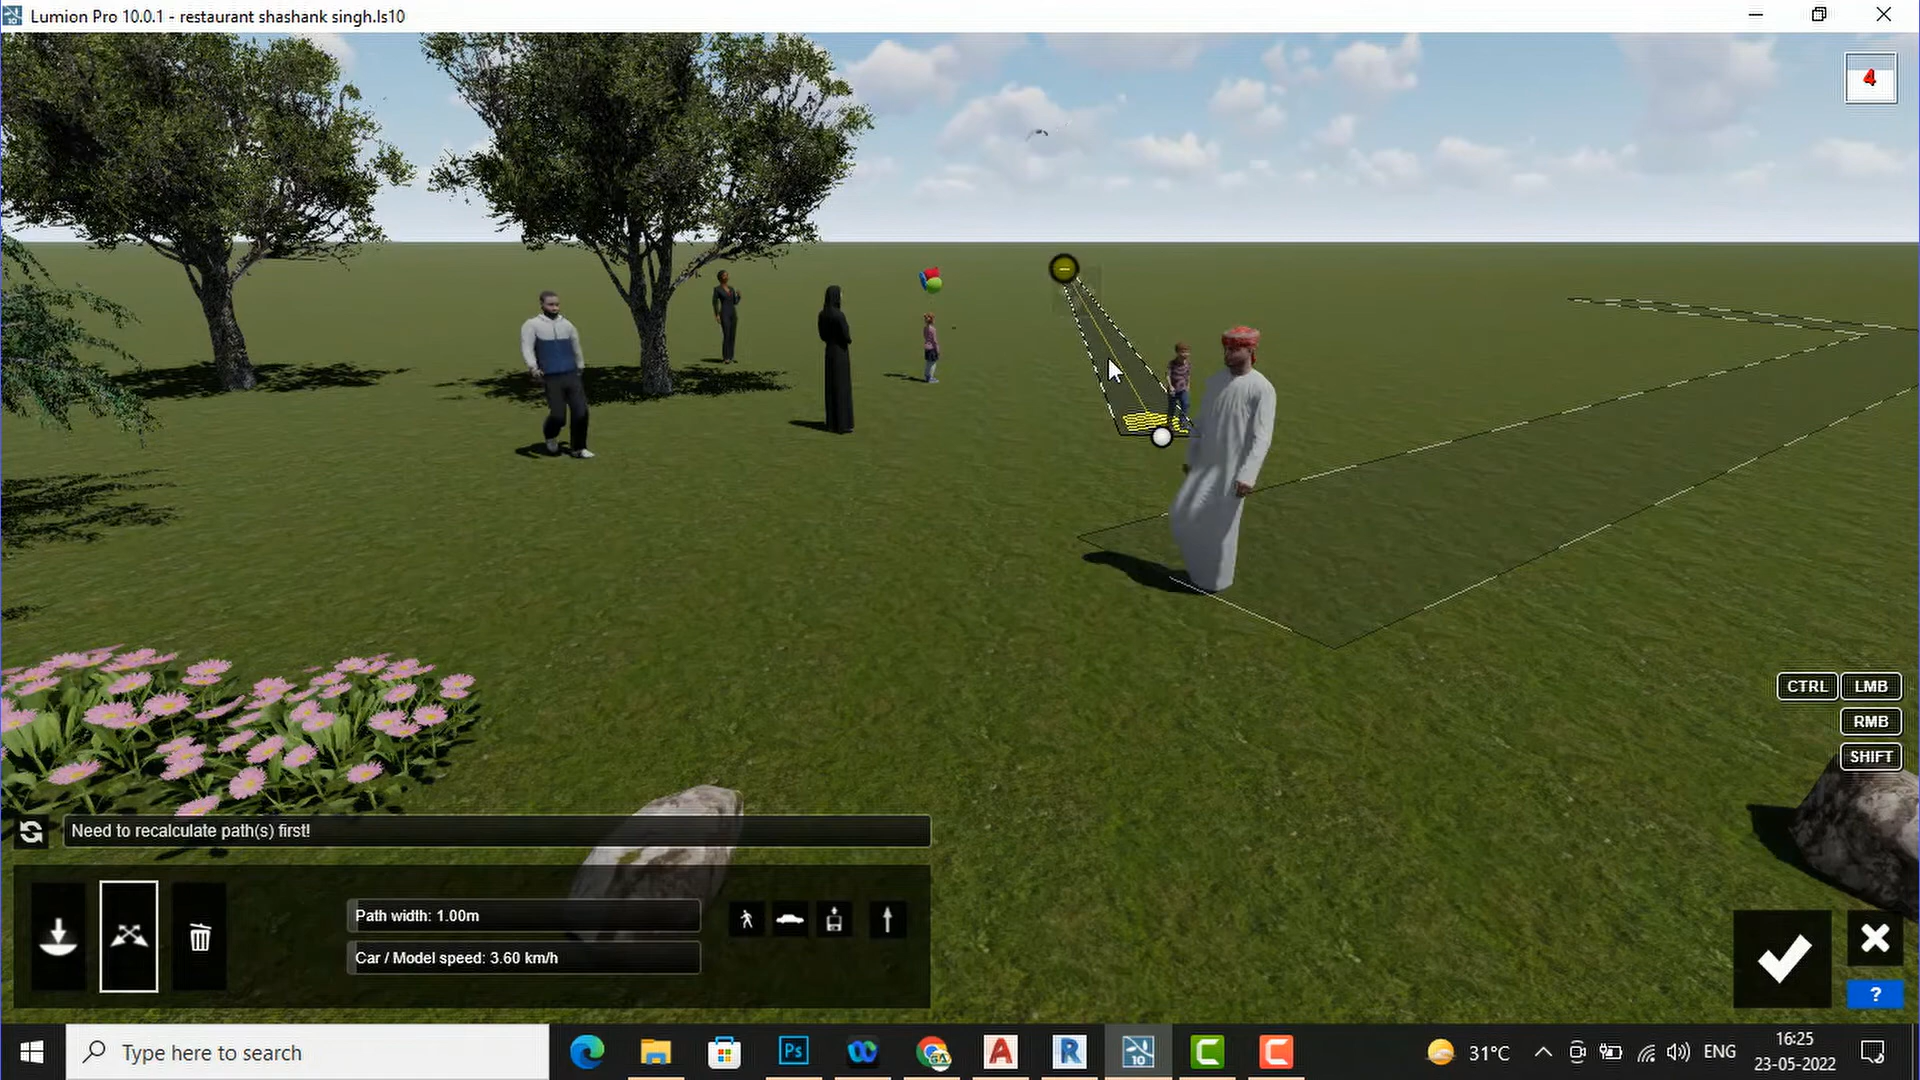 Lumion Pro 10.0.1 - restaurant shashank singh.ls10
4
CTRL LMB
RMB
SHIFT
Need to recalculate path(s) first!
Path width: 1.00m
Car / Model speed: 3.60 km/h
?
Type here to search
Ps
A
R
10
C
C
31°C
ENG
16:25
23-05-2022